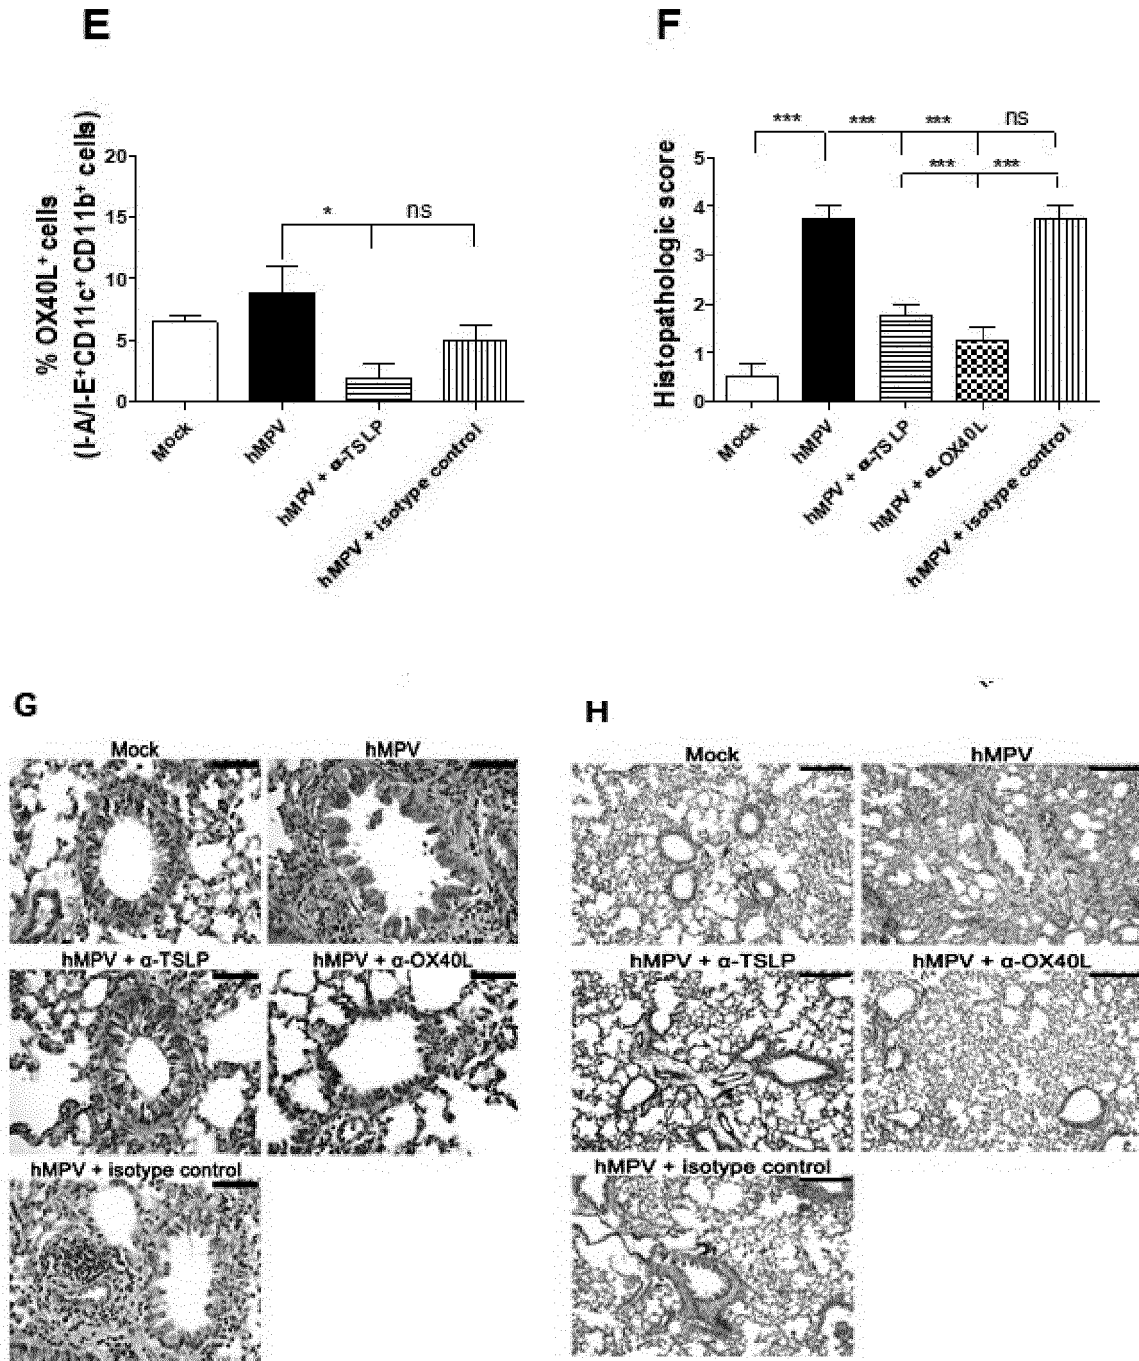 E
F
% OX40L+ cells
(I-A/I-E+CD11c+ CD11b+ cells)
20
15
10
5
0
*
ns
Mock
hMPV
hMPV + α-TSLP
hMPV + isotype control
Histopathologic score
5
4
3
2
1
0
*** *** *** ns
*** ***
Mock
hMPV
hMPV + α-TSLP
hMPV + α-OX40L
hMPV + isotype control
G
Mock
hMPV
hMPV + α-TSLP
hMPV + α-OX40L
hMPV + isotype control
H
Mock
hMPV
hMPV + α-TSLP
hMPV + α-OX40L
hMPV + isotype control